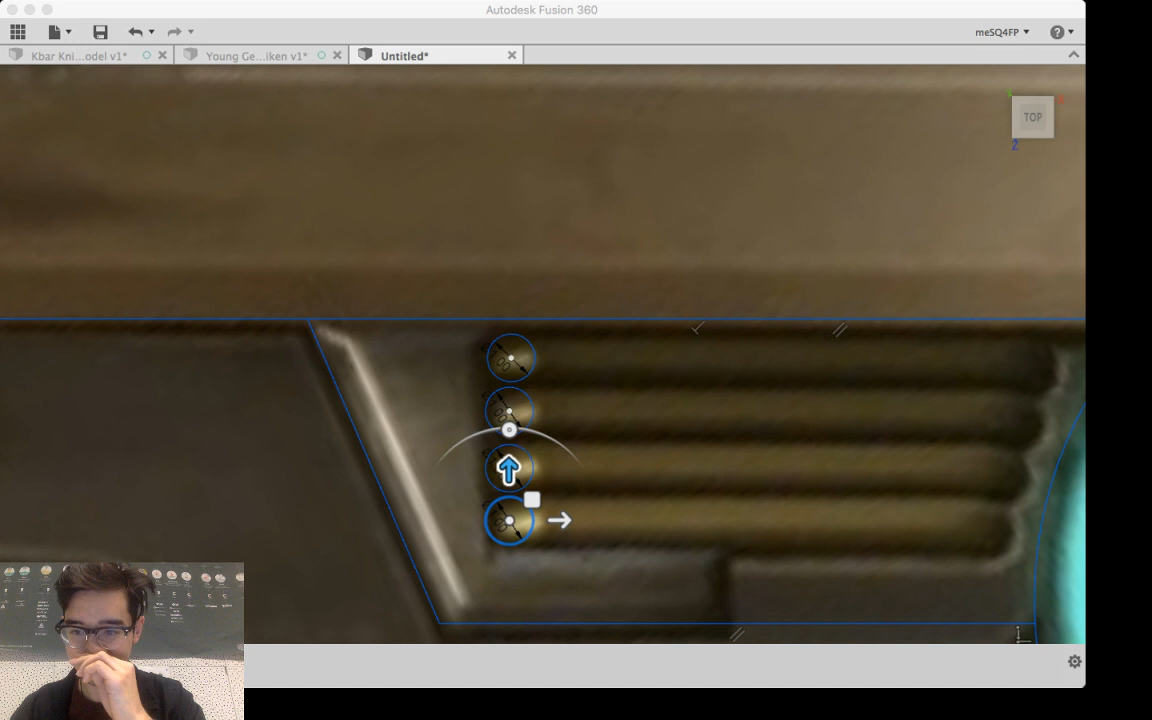 Autodesk Fusion 360
meSQ4FP
Kbar Kni...odel v1*
Young Ge...iken v1*
Untitled*
TOP
Z